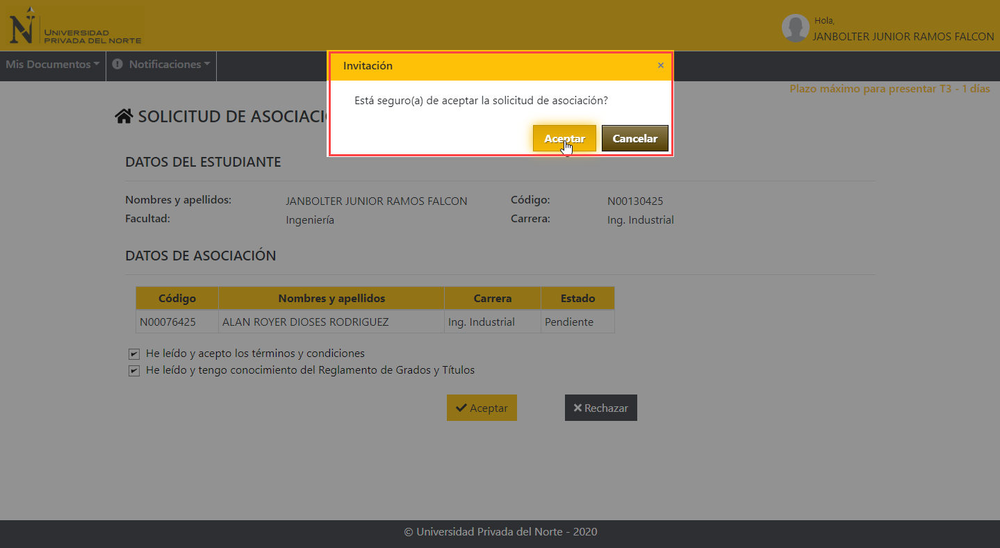 UNIVERSIDAD
PRIVADA DEL NORTE
Hola,
JANBOLTER JUNIOR RAMOS FALCON
Mis Documentos
Notificaciones
Invitación
×
Está seguro(a) de aceptar la solicitud de asociación?
Aceptar
Cancelar
Plazo máximo para presentar T3 - 1 días
SOLICITUD DE ASOCIACI
DATOS DEL ESTUDIANTE
Nombres y apellidos: JANBOLTER JUNIOR RAMOS FALCON Código: N00130425
Facultad: Ingeniería Carrera: Ing. Industrial
DATOS DE ASOCIACIÓN
Código Nombres y apellidos Carrera Estado
N00076425 ALAN ROYER DIOSES RODRIGUEZ Ing. Industrial Pendiente
He leído y acepto los términos y condiciones
He leído y tengo conocimiento del Reglamento de Grados y Títulos
Aceptar Rechazar
© Universidad Privada del Norte - 2020